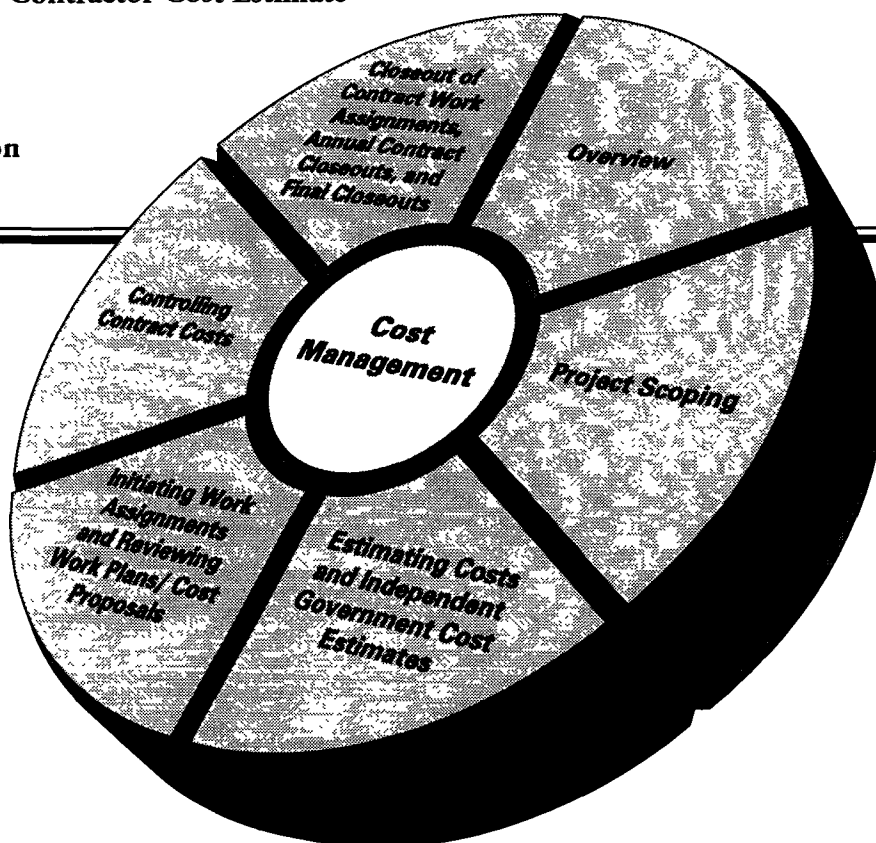 Contractor Cost Estimate
on
Closeout of
Contract Work
Assignments,
Annual Contract
Closeouts, and
Final Closeouts
Overview
Project Scoping
Estimating Costs
and Independent
Government Cost
Estimates
Initiating Work
Assignments
and Reviewing
Work Plans/ Cost
Proposals
Controlling
Contract Costs
Cost
Management